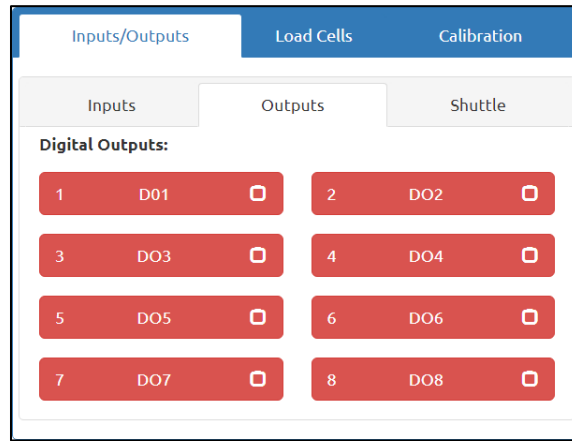 Inputs/Outputs Load Cells Calibration
Inputs Outputs Shuttle
Digital Outputs:
1 D01 2 DO2
3 DO3 4 DO4
5 DO5 6 DO6
7 DO7 8 DO8